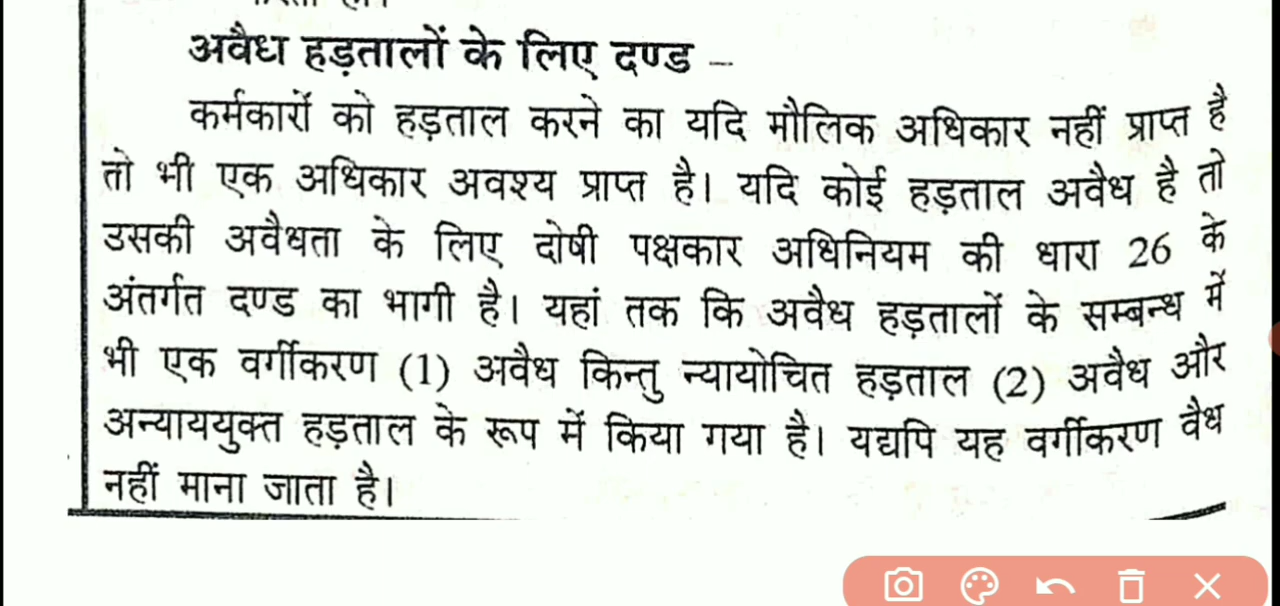 अवैध हड़तालों के लिए दण्ड –
कर्मकारों को हड़ताल करने का यदि मौलिक अधिकार नहीं प्राप्त है
तो भी एक अधिकार अवश्य प्राप्त है। यदि कोई हड़ताल अवैध है तो
उसकी अवैधता के लिए दोषी पक्षकार अधिनियम की धारा 26 के
अंतर्गत दण्ड का भागी है। यहां तक कि अवैध हड़तालों के सम्बन्ध में
भी एक वर्गीकरण (1) अवैध किन्तु न्यायोचित हड़ताल (2) अवैध और
अन्याययुक्त हड़ताल के रूप में किया गया है। यद्यपि यह वर्गीकरण वैध
नहीं माना जाता है।